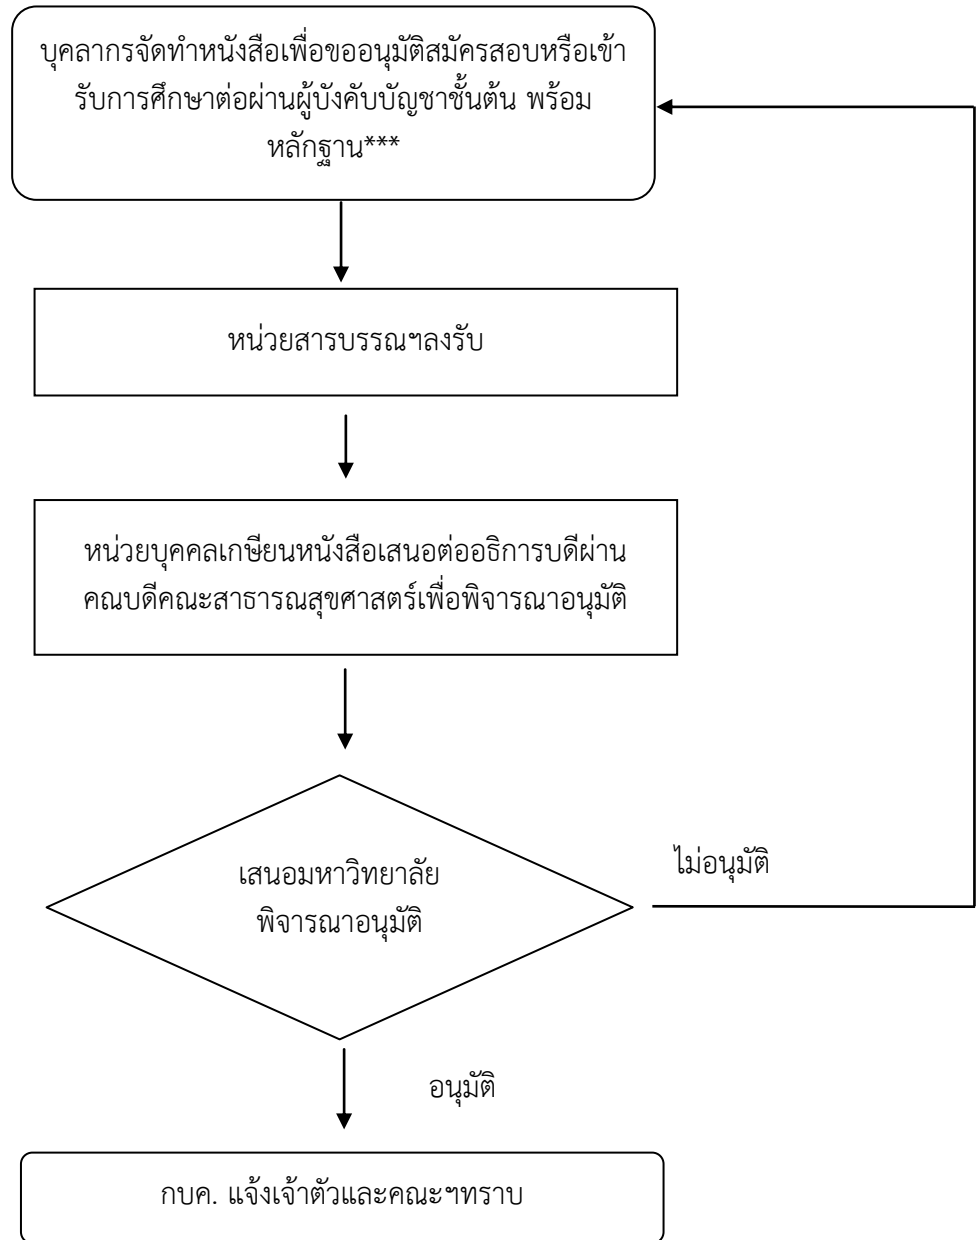 บุคลากรจัดทำหนังสือเพื่อขออนุมัติสมัครสอบหรือเข้า
รับการศึกษาต่อผ่านผู้บังคับบัญชาชั้นต้น พร้อม
หลักฐาน***
หน่วยสารบรรณฯลงรับ
หน่วยบุคคลเกษียนหนังสือเสนอต่ออธิการบดีผ่าน
คณบดีคณะสาธารณสุขศาสตร์เพื่อพิจารณาอนุมัติ
เสนอมหาวิทยาลัย
พิจารณาอนุมัติ
ไม่อนุมัติ
อนุมัติ
กบค. แจ้งเจ้าตัวและคณะฯทราบ